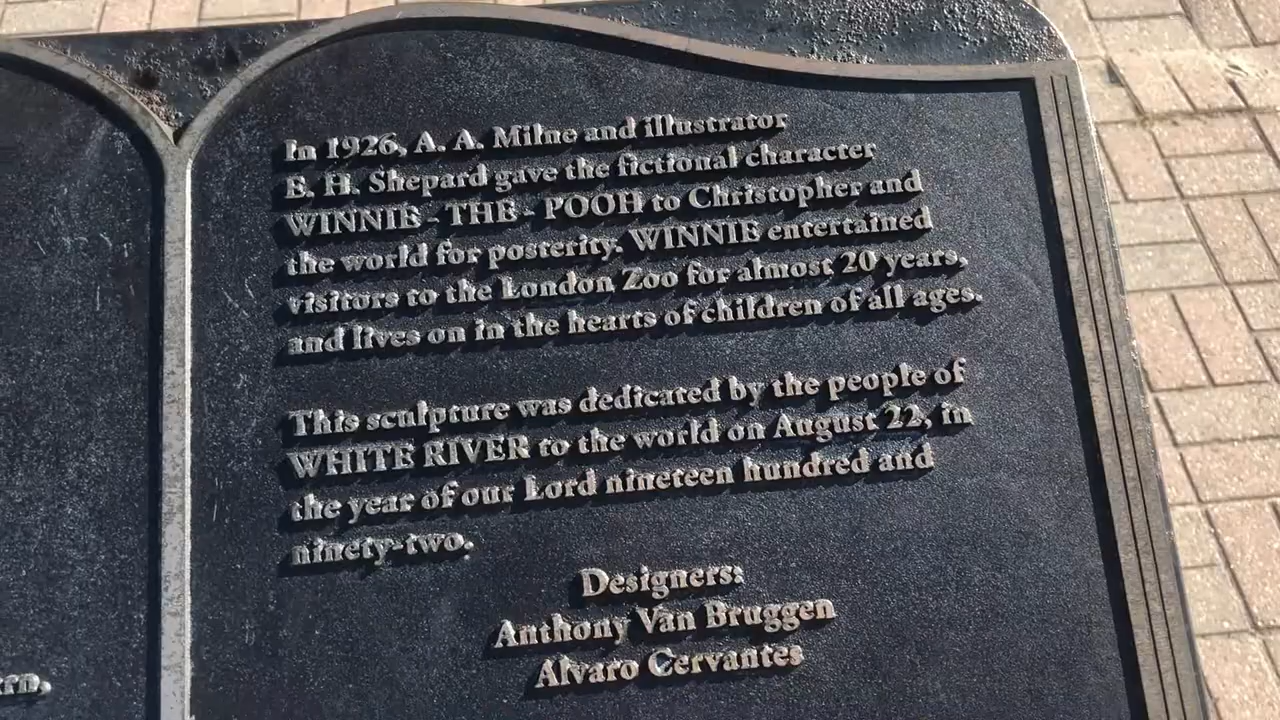 In 1926, A. A. Milne and illustrator
E. H. Shepard gave the fictional character
WINNIE - THE - POOH to Christopher and
the world for posterity. WINNIE entertained
visitors to the London Zoo for almost 20 years,
and lives on in the hearts of children of all ages.
This sculpture was dedicated by the people of
WHITE RIVER to the world on August 22, in
the year of our Lord nineteen hundred and
ninety-two.
Designers:
Anthony Van Bruggen
Alvaro Cervantes